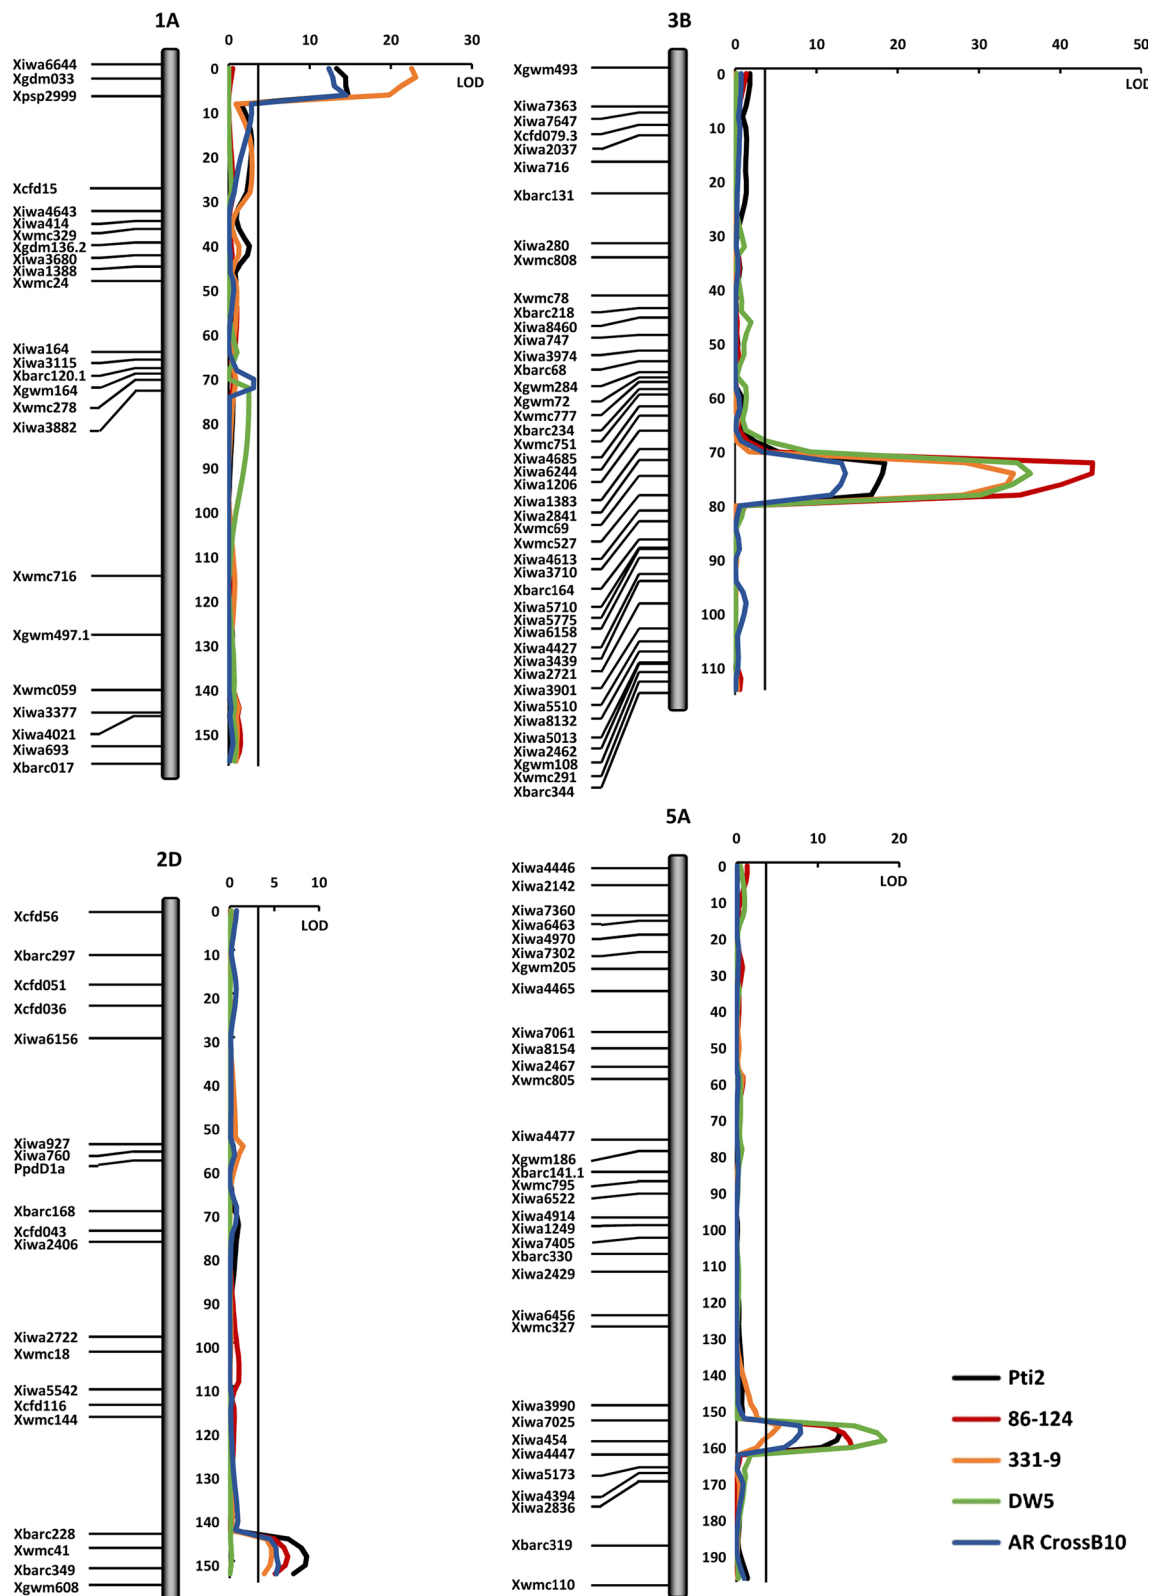 1A
0 10 20 30
LOD
Xiwa6644
Xgdm033
Xpsp2999
Xcfd15
Xiwa4643
Xiwa414
Xwmc329
Xgdm136.2
Xiwa3680
Xiwa1388
Xwmc24
Xiwa164
Xiwa3115
Xbarc120.1
Xgwm164
Xwmc278
Xiwa3882
Xwmc716
Xgwm497.1
Xwmc059
Xiwa3377
Xiwa4021
Xiwa693
Xbarc017
0
10
20
30
40
50
60
70
80
90
100
110
120
130
140
150
3B
0 10 20 30 40 50
LOD
Xgwm493
Xiwa7363
Xiwa7647
Xcfd079.3
Xiwa2037
Xiwa716
Xbarc131
Xiwa280
Xwmc808
Xwmc78
Xbarc218
Xiwa8460
Xiwa747
Xiwa3974
Xbarc68
Xgwm284
Xgwm72
Xwmc777
Xbarc234
Xwmc751
Xiwa4685
Xiwa6244
Xiwa1206
Xiwa1383
Xiwa2841
Xwmc69
Xwmc527
Xiwa4613
Xiwa3710
Xbarc164
Xiwa5710
Xiwa5775
Xiwa6158
Xiwa4427
Xiwa3439
Xiwa2721
Xiwa3901
Xiwa5510
Xiwa8132
Xiwa5013
Xiwa2462
Xgwm108
Xwmc291
Xbarc344
0
10
20
30
40
50
60
70
80
90
100
110
2D
0 5 10
LOD
Xcfd56
Xbarc297
Xcfd051
Xcfd036
Xiwa6156
Xiwa927
Xiwa760
PpdD1a
Xbarc168
Xcfd043
Xiwa2406
Xiwa2722
Xwmc18
Xiwa5542
Xcfd116
Xwmc144
Xbarc228
Xwmc41
Xbarc349
Xgwm608
0
10
20
30
40
50
60
70
80
90
100
110
120
130
140
150
5A
0 10 20
LOD
Xiwa4446
Xiwa2142
Xiwa7360
Xiwa6463
Xiwa4970
Xiwa7302
Xgwm205
Xiwa4465
Xiwa7061
Xiwa8154
Xiwa2467
Xwmc805
Xiwa4477
Xgwm186
Xbarc141.1
Xwmc795
Xiwa6522
Xiwa4914
Xiwa1249
Xiwa7405
Xbarc330
Xiwa2429
Xiwa6456
Xwmc327
Xiwa3990
Xiwa7025
Xiwa454
Xiwa4447
Xiwa5173
Xiwa4394
Xiwa2836
Xbarc319
Xwmc110
0
10
20
30
40
50
60
70
80
90
100
110
120
130
140
150
160
170
180
190
Pti2
86-124
331-9
DW5
AR CrossB10